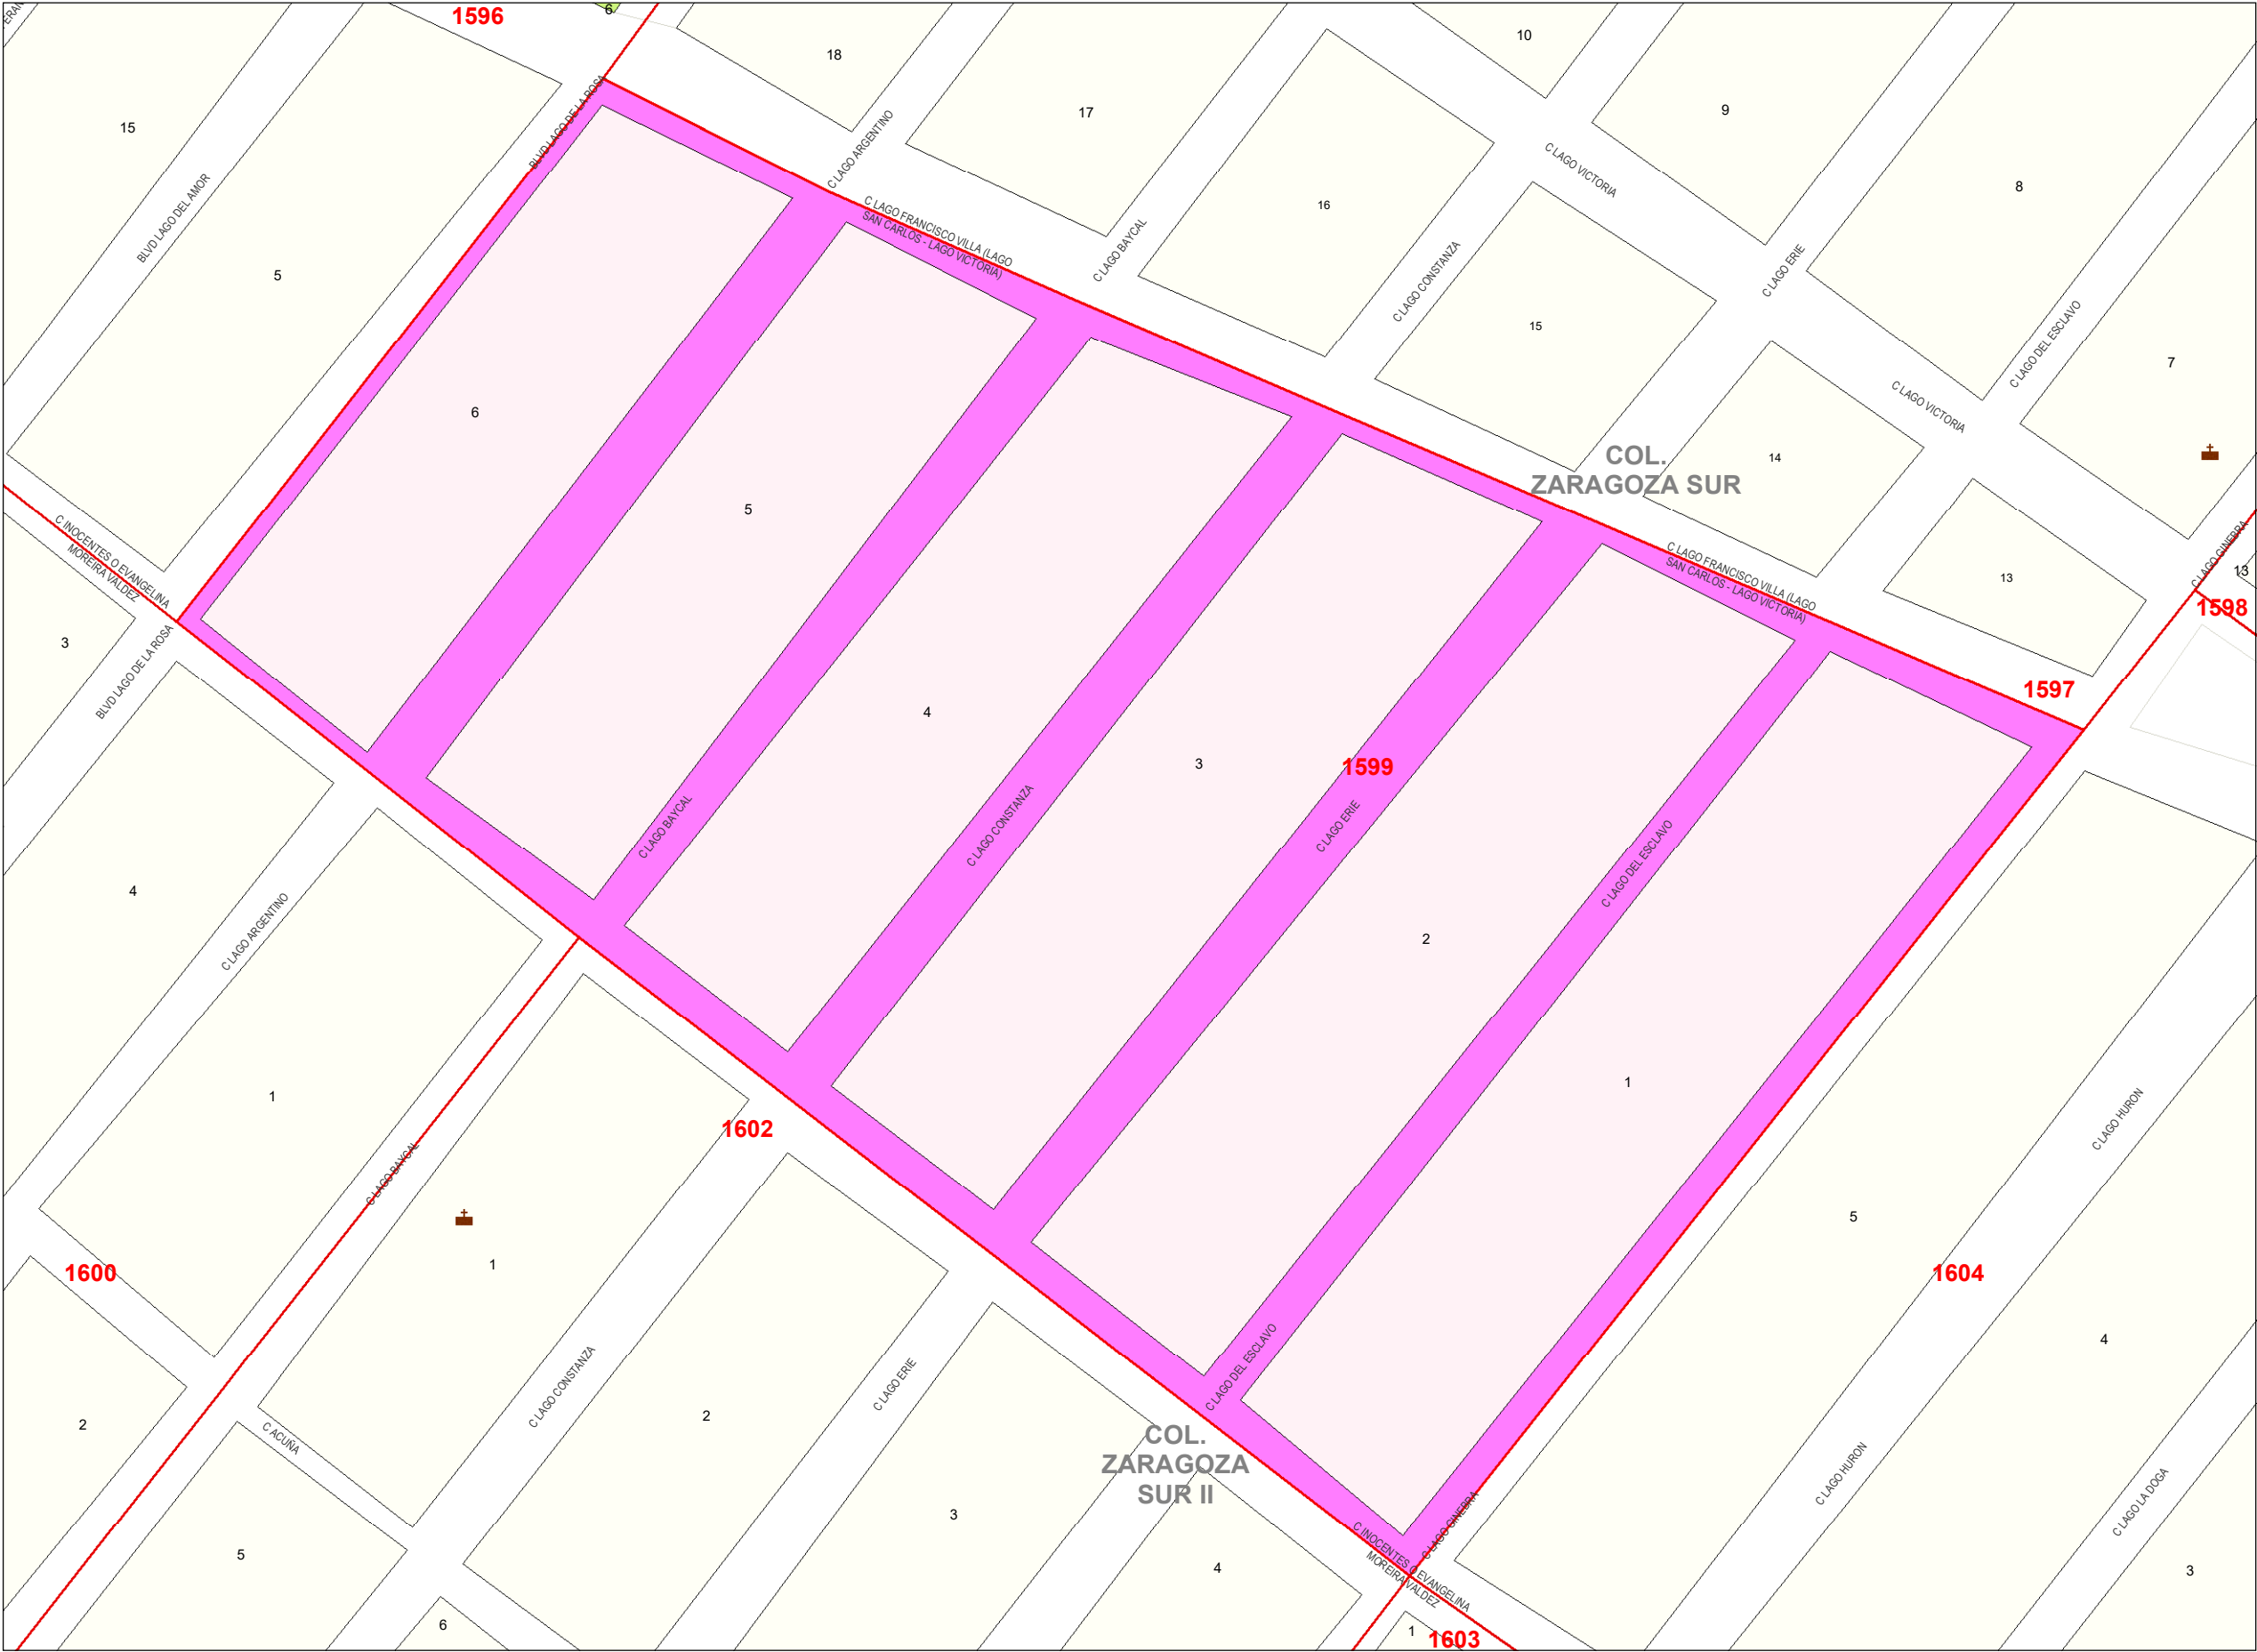 1596
6
18
10
15
BLVD LAGO DEL AMOR
5
BLVD LAGO DE LA ROSA
C LAGO ARGENTINO
17
C LAGO FRANCISCO VILLA (LAGO
SAN CARLOS - LAGO VICTORIA)
C LAGO BAYCAL
16
C LAGO VICTORIA
9
8
C LAGO CONSTANZA
15
C LAGO ERIE
C LAGO DEL ESCLAVO
7
C LAGO VICTORIA
COL.
ZARAGOZA SUR
14
13
C LAGO GINEBRA
13
1598
C LAGO FRANCISCO VILLA (LAGO
SAN CARLOS - LAGO VICTORIA)
1597
6
5
4
3
1599
2
1
C LAGO BAYCAL
C LAGO CONSTANZA
C LAGO ERIE
C LAGO DEL ESCLAVO
C INOCENTES O EVANGELINA
MOREIRA VALDEZ
3
BLVD LAGO DE LA ROSA
4
C LAGO ARGENTINO
1
C LAGO BAYCAL
1602
1600
1
2
C ACUÑA
5
6
C LAGO CONSTANZA
2
C LAGO ERIE
3
C LAGO DEL ESCLAVO
COL.
ZARAGOZA
SUR II
4
C INOCENTES O EVANGELINA
MOREIRA VALDEZ
C LAGO GINEBRA
1
1603
5
1604
C LAGO HURON
4
C LAGO HURON
C LAGO LA DOGA
3